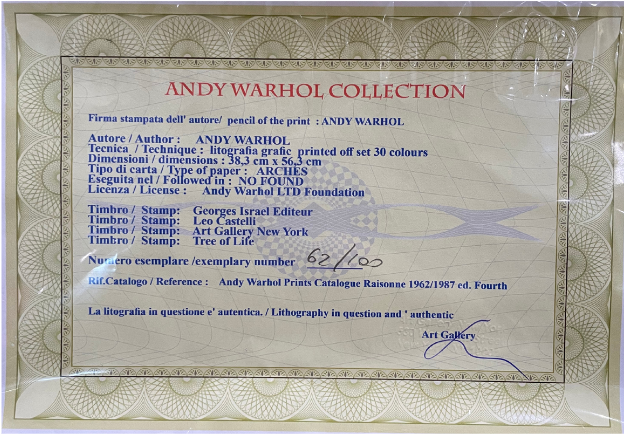 ANDY WARHOL COLLECTION
Firma stampata dell' autore/ pencil of the print : ANDY WARHOL
Autore / Author : ANDY WARHOL
Tecnica / Technique : litografia grafic printed off set 30 colours
Dimensioni / dimensions : 38,3 cm x 56,3 cm
Tipo di carta / Type of paper : ARCHES
Eseguita nel / Followed in : NO FOUND
Licenza / License : Andy Warhol LTD Foundation
Timbro / Stamp: Georges Israel Editeur
Timbro / Stamp: Leo Castelli
Timbro / Stamp: Art Gallery New York
Timbro / Stamp: Tree of Life
Numero esemplare /exemplary number 62/100
Rif.Catalogo / Reference : Andy Warhol Prints Catalogue Raisonne 1962/1987 ed. Fourth
La litografia in questione e' autentica. / Lithography in question and ' authentic
Art Gallery